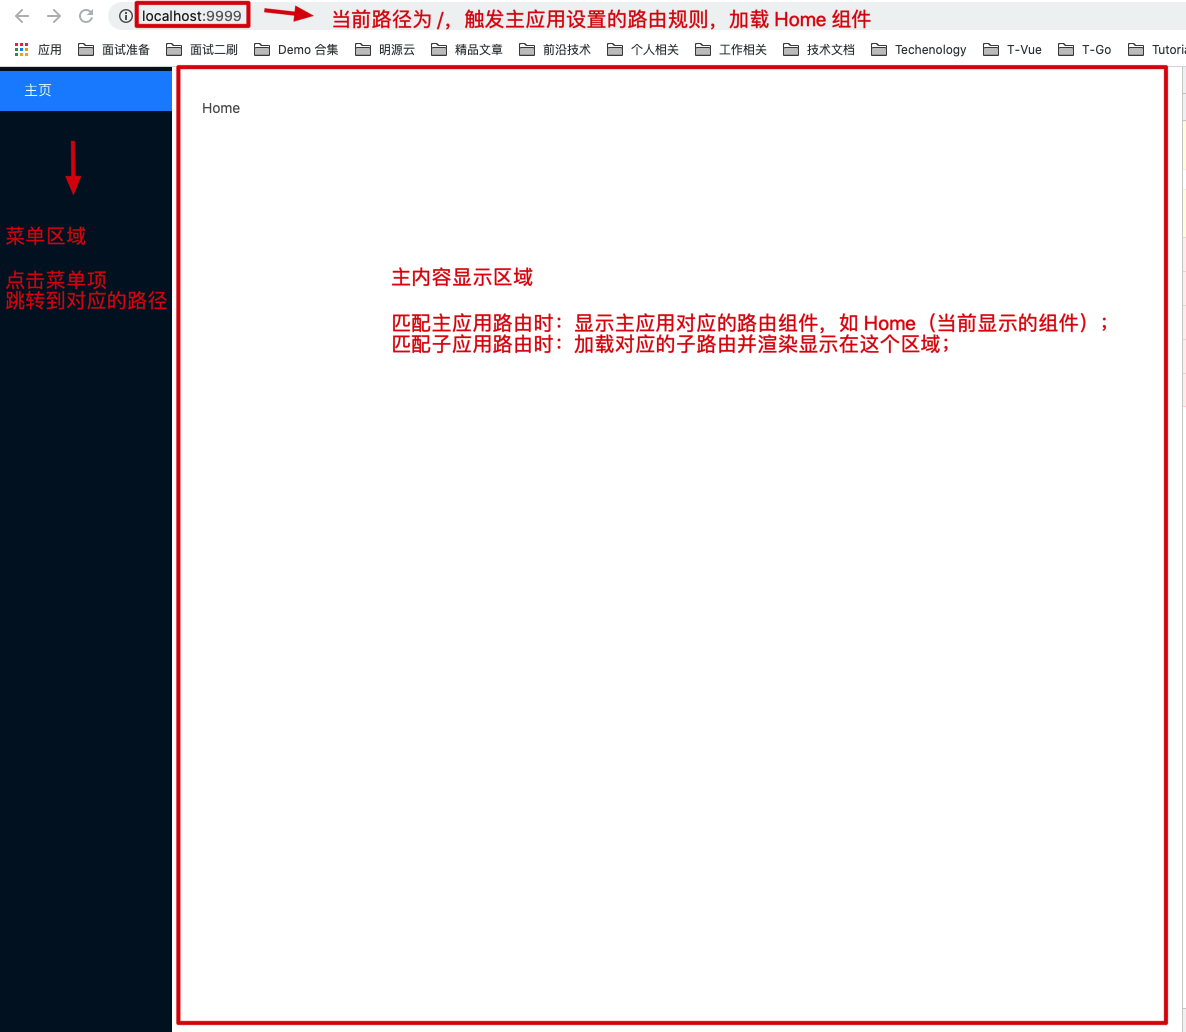 localhost:9999
当前路径为 /，触发主应用设置的路由规则，加载 Home 组件
应用 面试准备 面试二刷 Demo 合集 明源云 精品文章 前沿技术 个人相关 工作相关 技术文档 Techenology T-Vue T-Go Tutoria
主页
Home
菜单区域
点击菜单项
跳转到对应的路径
主内容显示区域
匹配主应用路由时：显示主应用对应的路由组件，如 Home（当前显示的组件）；
匹配子应用路由时：加载对应的子路由并渲染显示在这个区域；